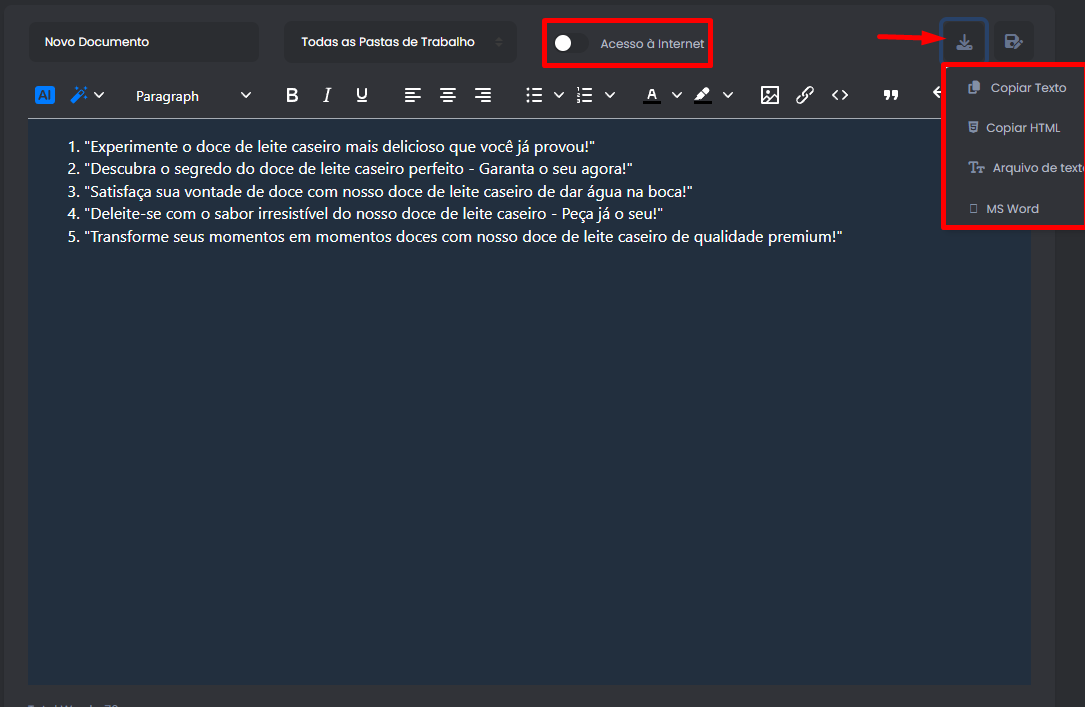 Novo Documento
Todas as Pastas de Trabalho
Acesso à Internet
AI
Paragraph
B I U
A
Copiar Texto
Copiar HTML
Arquivo de text
MS Word
1. "Experimente o doce de leite caseiro mais delicioso que você já provou!"
2. "Descubra o segredo do doce de leite caseiro perfeito - Garanta o seu agora!"
3. "Satisfaça sua vontade de doce com nosso doce de leite caseiro de dar água na boca!"
4. "Deleite-se com o sabor irresistível do nosso doce de leite caseiro - Peça já o seu!"
5. "Transforme seus momentos em momentos doces com nosso doce de leite caseiro de qualidade premium!"